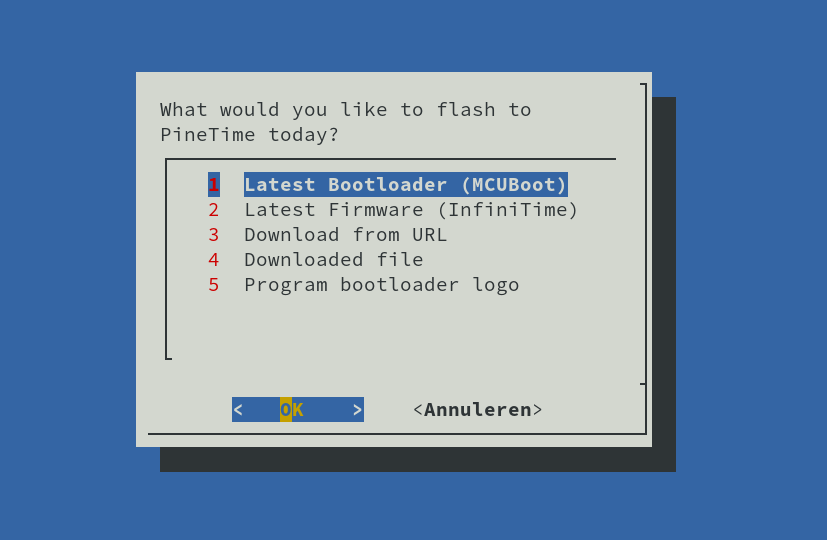 What would you like to flash to
PineTime today?
1 Latest Bootloader (MCUBoot)
2 Latest Firmware (InfiniTime)
3 Download from URL
4 Downloaded file
5 Program bootloader logo
< OK > <Annuleren>